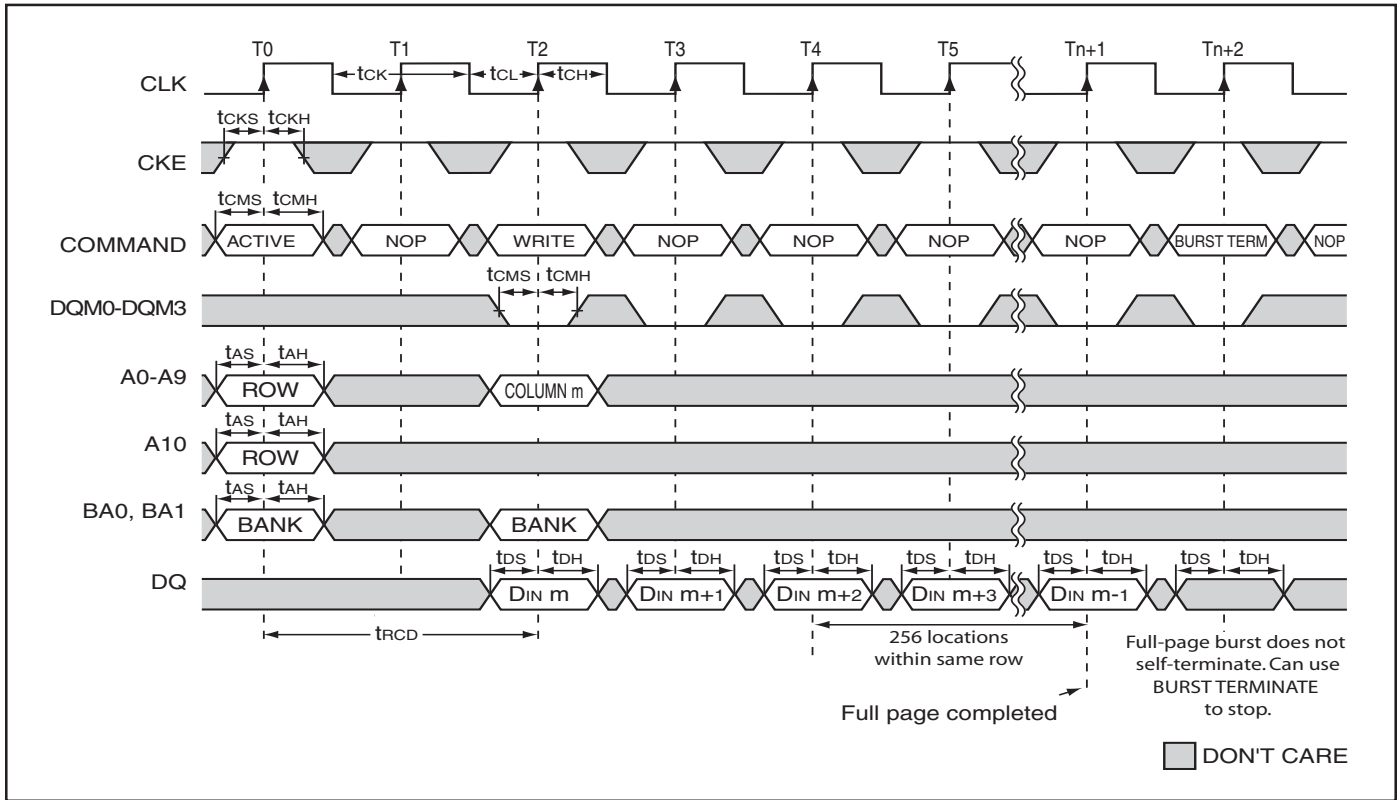 T0 T1 T2 T3 T4 T5 Tn+1 Tn+2
CLK tCK tCL tCH
tCKS tCKH
CKE
tCMS tCMH
COMMAND ACTIVE NOP WRITE NOP NOP NOP NOP BURST TERM NOP
tCMS tCMH
DQM0-DQM3
tAS tAH
A0-A9 ROW COLUMN m
tAS tAH
A10 ROW
tAS tAH
BA0, BA1 BANK BANK
tDS tDH tDS tDH tDS tDH tDS tDH tDS tDH tDS tDH
DQ DIN m DIN m+1 DIN m+2 DIN m+3 DIN m-1
tRCD
256 locations
within same row
Full page completed
Full-page burst does not
self-terminate. Can use
BURST TERMINATE
to stop.
DON'T CARE